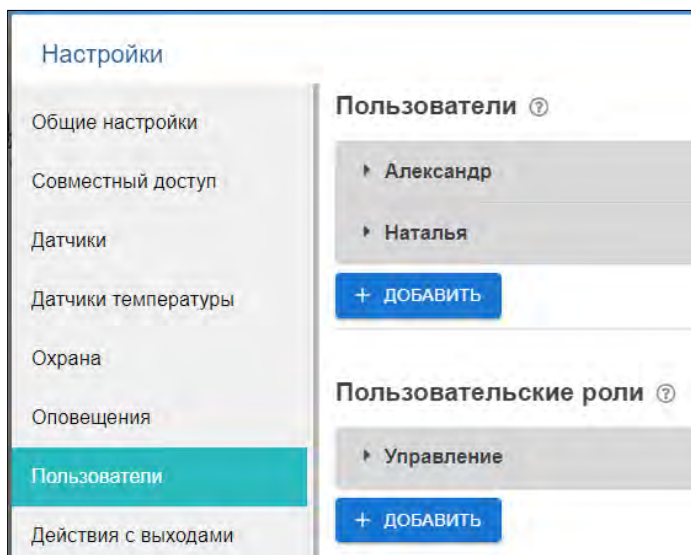 Настройки
Общие настройки
Совместный доступ
Датчики
Датчики температуры
Охрана
Оповещения
Пользователи
Действия с выходами
Пользователи ?
Александр
Наталья
+ ДОБАВИТЬ
Пользовательские роли ?
Управление
+ ДОБАВИТЬ